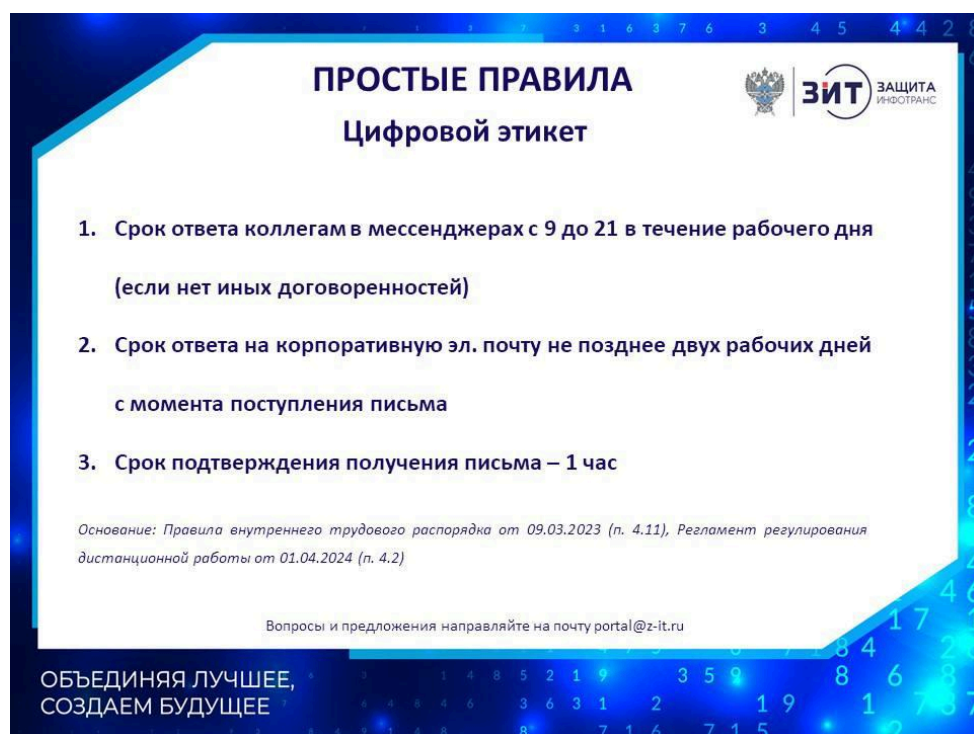 ПРОСТЫЕ ПРАВИЛА
Цифровой этикет
ЗИТ
ЗАЩИТА
ИНФОТРАНС
1. Срок ответа коллегам в мессенджерах с 9 до 21 в течение рабочего дня
(если нет иных договоренностей)
2. Срок ответа на корпоративную эл. почту не позднее двух рабочих дней
с момента поступления письма
3. Срок подтверждения получения письма – 1 час
Основание: Правила внутреннего трудового распорядка от 09.03.2023 (п. 4.11), Регламент регулирования
дистанционной работы от 01.04.2024 (п. 4.2)
Вопросы и предложения направляйте на почту portal@z-it.ru
ОБЪЕДИНЯЯ ЛУЧШЕЕ,
СОЗДАЕМ БУДУЩЕЕ